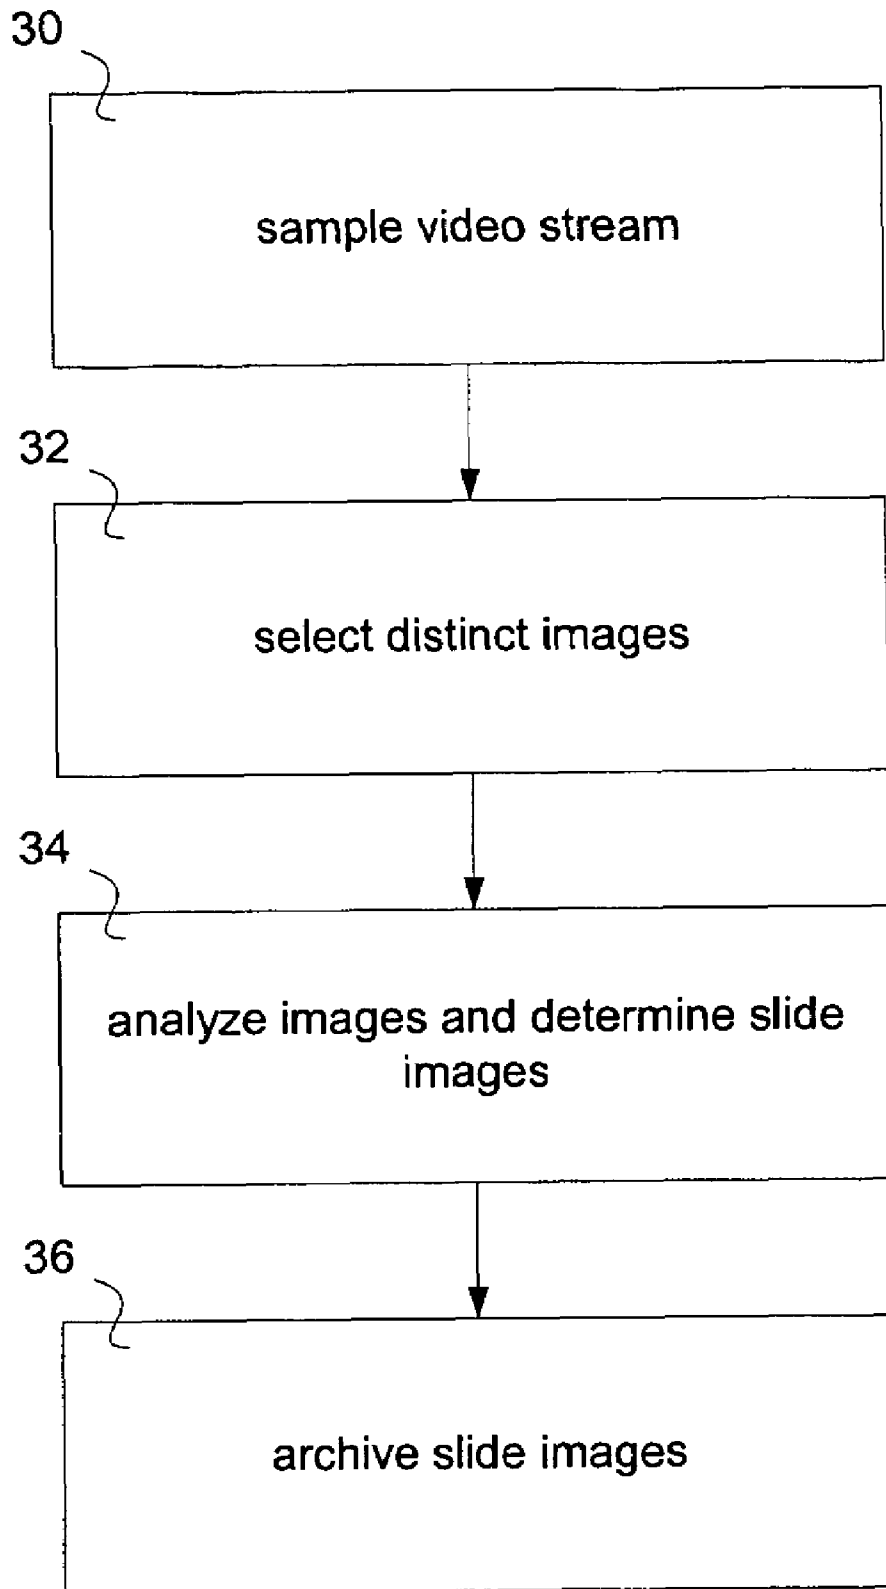 30
sample video stream
32
select distinct images
34
analyze images and determine slide
images
36
archive slide images